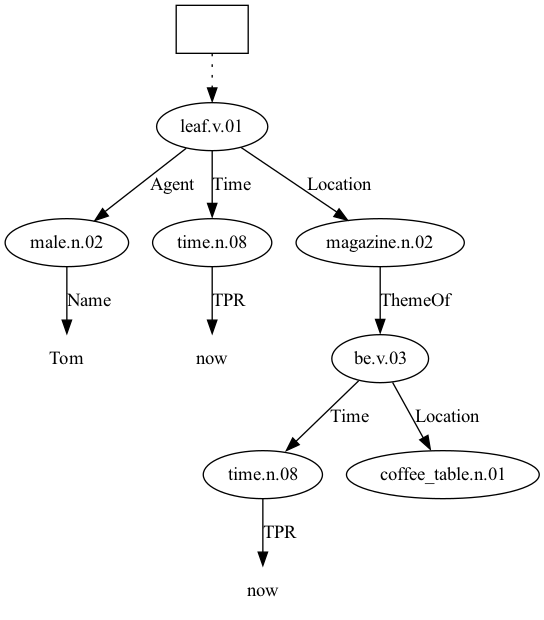 leaf.v.01
Agent Time Location
male.n.02 time.n.08 magazine.n.02
Name TPR ThemeOf
Tom now be.v.03
Time Location
time.n.08 coffee_table.n.01
TPR
now